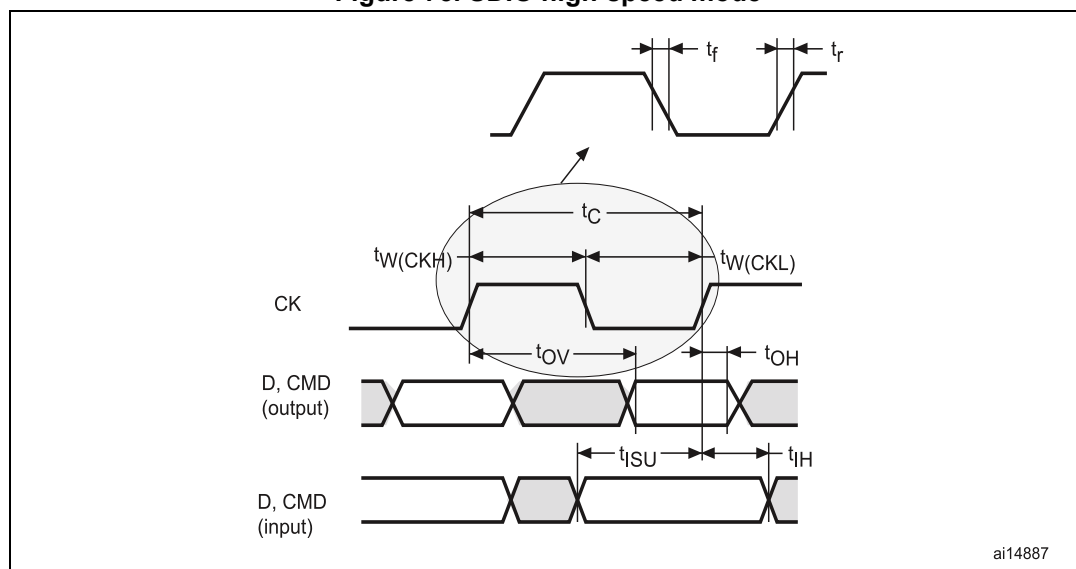 Figure 76. SDIO high-speed mode
tf
tr
tC
tW(CKH)
tW(CKL)
CK
tOV
tOH
D, CMD
(output)
tISU
tIH
D, CMD
(input)
ai14887